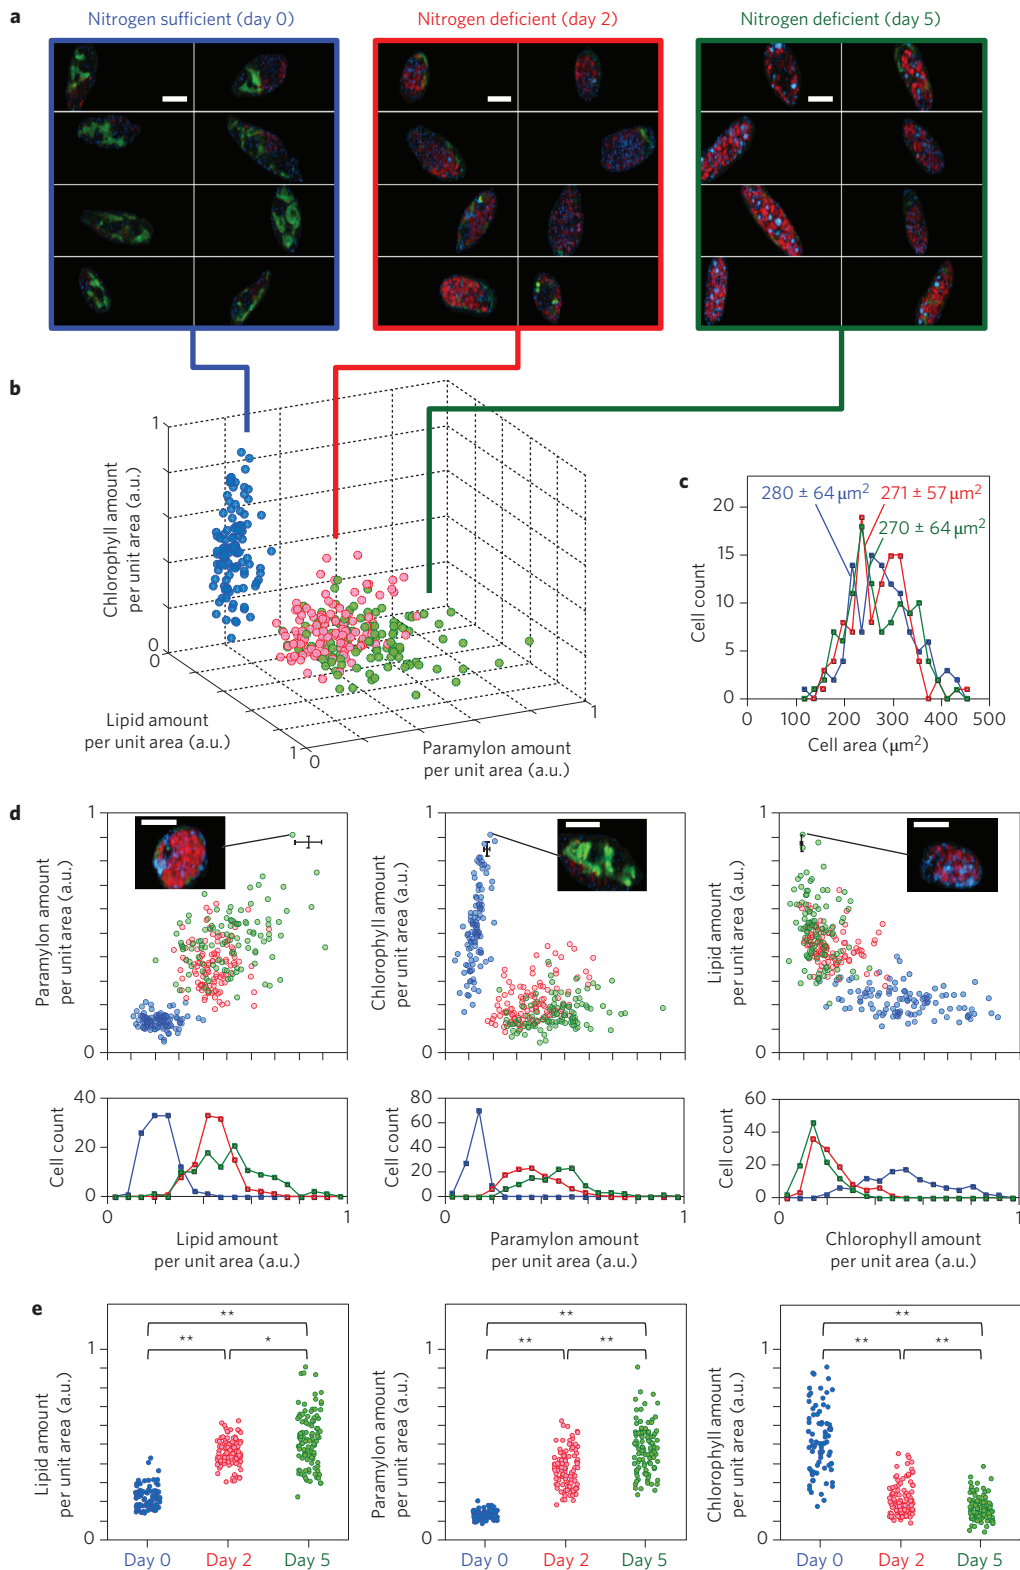 a
Nitrogen sufficient (day 0)
Nitrogen deficient (day 2)
Nitrogen deficient (day 5)
b
1
Chlorophyll amount
per unit area (a.u.)
0
0
Lipid amount
per unit area (a.u.)
1
0
Paramylon amount
per unit area (a.u.)
1
c
280 ± 64 μm²
271 ± 57 μm²
270 ± 64 μm²
20
15
10
5
0
Cell count
0 100 200 300 400 500
Cell area (μm²)
d
1
Paramylon amount
per unit area (a.u.)
0
1
Chlorophyll amount
per unit area (a.u.)
0
1
Lipid amount
per unit area (a.u.)
0
40
20
0
Cell count
0 1
Lipid amount
per unit area (a.u.)
80
60
40
20
0
Cell count
0 1
Paramylon amount
per unit area (a.u.)
60
40
20
0
Cell count
0 1
Chlorophyll amount
per unit area (a.u.)
e
**
** *
1
Lipid amount
per unit area (a.u.)
0
Day 0 Day 2 Day 5
**
** **
1
Paramylon amount
per unit area (a.u.)
0
Day 0 Day 2 Day 5
**
** **
1
Chlorophyll amount
per unit area (a.u.)
0
Day 0 Day 2 Day 5